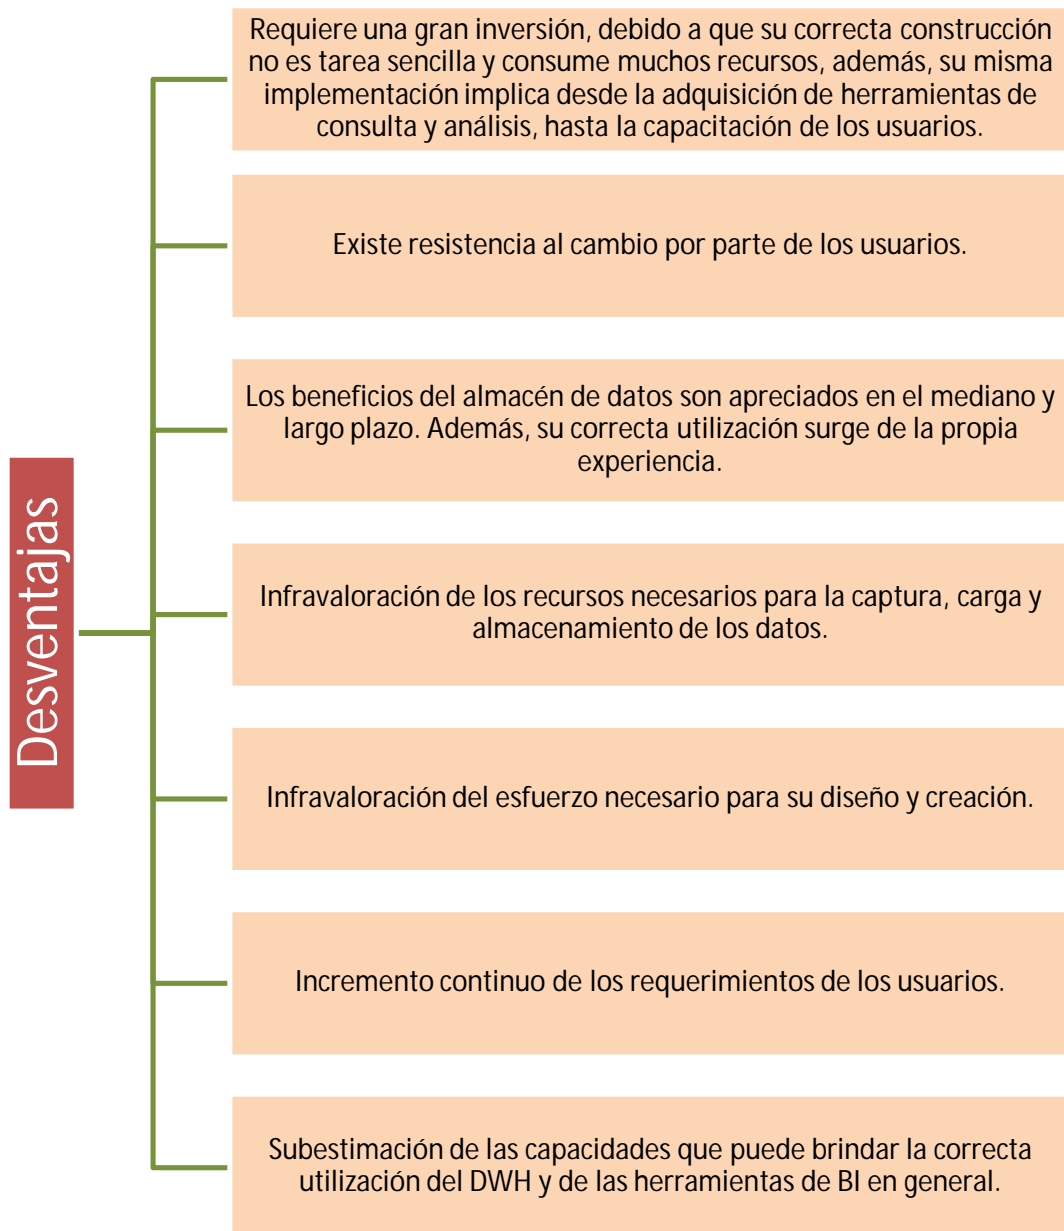 Desventajas
Requiere una gran inversión, debido a que su correcta construcción
no es tarea sencilla y consume muchos recursos, además, su misma
implementación implica desde la adquisición de herramientas de
consulta y análisis, hasta la capacitación de los usuarios.
Existe resistencia al cambio por parte de los usuarios.
Los beneficios del almacén de datos son apreciados en el mediano y
largo plazo. Además, su correcta utilización surge de la propia
experiencia.
Infravaloración de los recursos necesarios para la captura, carga y
almacenamiento de los datos.
Infravaloración del esfuerzo necesario para su diseño y creación.
Incremento continuo de los requerimientos de los usuarios.
Subestimación de las capacidades que puede brindar la correcta
utilización del DWH y de las herramientas de BI en general.